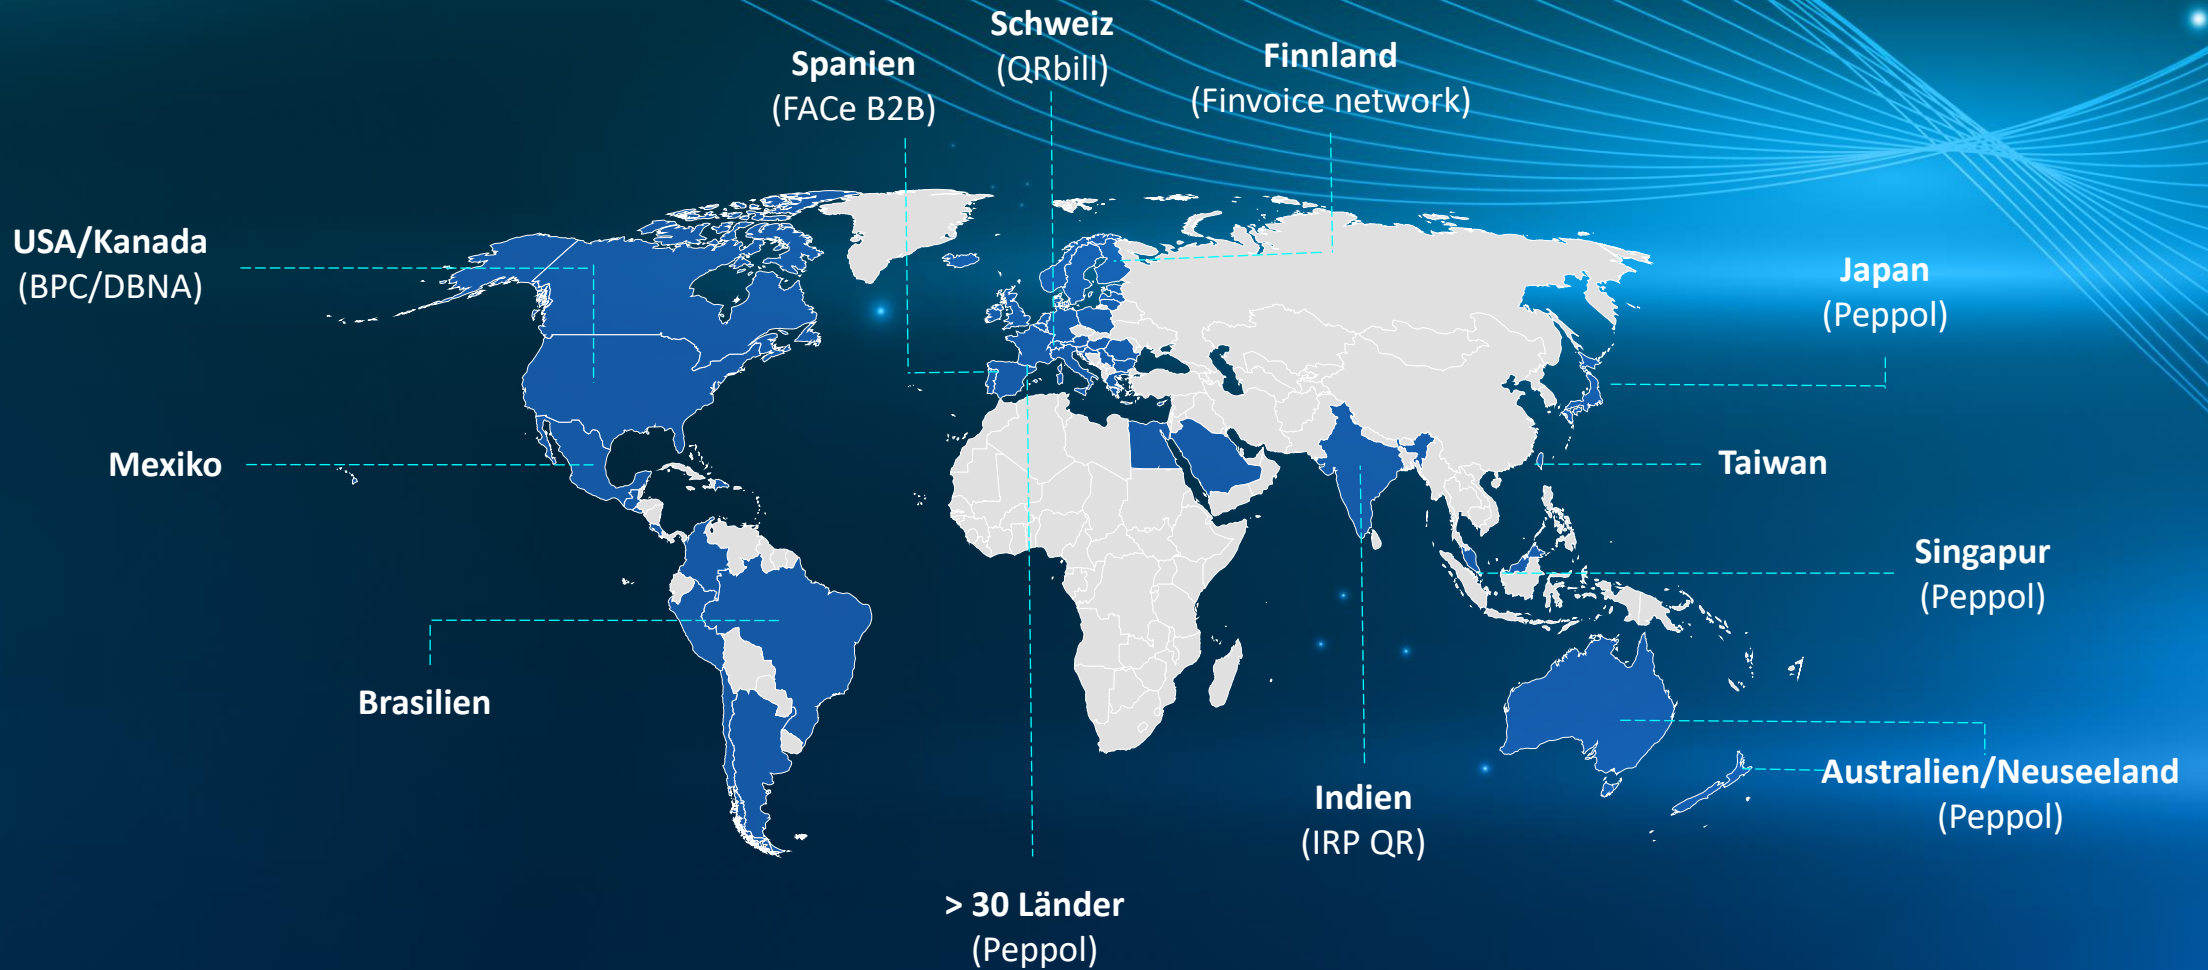 Schweiz
(QRbill)
Spanien
(FACe B2B)
Finnland
(Finvoice network)
USA/Kanada
(BPC/DBNA)
Japan
(Peppol)
Mexiko
Taiwan
Singapur
(Peppol)
Brasilien
Australien/Neuseeland
(Peppol)
Indien
(IRP QR)
> 30 Länder
(Peppol)